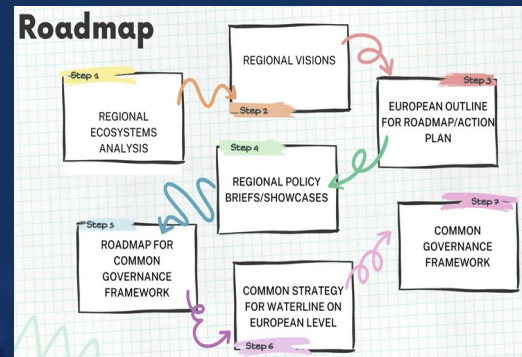 Roadmap
Step 1
REGIONAL
ECOSYSTEMS
ANALYSIS
REGIONAL VISIONS
Step 2
Step 3
EUROPEAN OUTLINE
FOR ROADMAP/ACTION
PLAN
Step 4
REGIONAL POLICY
BRIEFS/SHOWCASES
Step 5
ROADMAP FOR
COMMON
GOVERNANCE
FRAMEWORK
COMMON STRATEGY
FOR WATERLINE ON
EUROPEAN LEVEL
Step 6
Step 7
COMMON
GOVERNANCE
FRAMEWORK